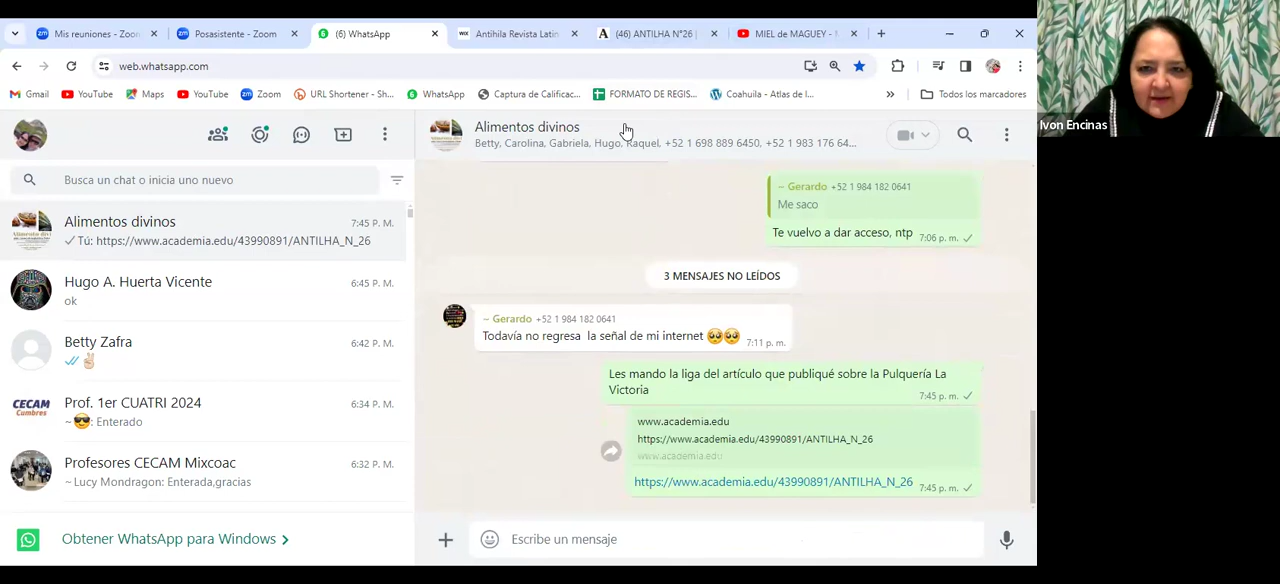 Mis reuniones - Zoo
Posasistente - Zoom
(6) WhatsApp
WIX
Antihila Revista Latin
A
(46) ANTILHA N°26 |
MIEL de MAGUEY -
web.whatsapp.com
Gmail
YouTube
Maps
YouTube
Zoom
URL Shortener - Sh...
WhatsApp
Captura de Calificac...
FORMATO DE REGIS...
Coahuila - Atlas de l...
Todos los marcadores
Ivon Encinas
Busca un chat o inicia uno nuevo
Alimentos divinos
7:45 P. M.
Tú: https://www.academia.edu/43990891/ANTILHA_N_26
Hugo A. Huerta Vicente
6:45 P. M.
ok
Betty Zafra
6:42 P. M.
✌🏻
CECAM
Cumbres
Prof. 1er CUATRI 2024
6:34 P. M.
~😎: Enterado
Profesores CECAM Mixcoac
6:32 P. M.
~ Lucy Mondragon: Enterada,gracias
Obtener WhatsApp para Windows
Alimentos divinos
Betty, Carolina, Gabriela, Hugo, Raquel, +52 1 698 889 6450, +52 1 983 176 64...
~ Gerardo +52 1 984 182 0641
Me saco
Te vuelvo a dar acceso, ntp
7:06 p. m.
3 MENSAJES NO LEÍDOS
~ Gerardo +52 1 984 182 0641
Todavía no regresa la señal de mi internet 🥺🥺
7:11 p. m.
Les mando la liga del artículo que publiqué sobre la Pulquería La
Victoria
7:45 p. m.
www.academia.edu
https://www.academia.edu/43990891/ANTILHA_N_26
www.academia.edu
https://www.academia.edu/43990891/ANTILHA_N_26
7:45 p. m.
Escribe un mensaje